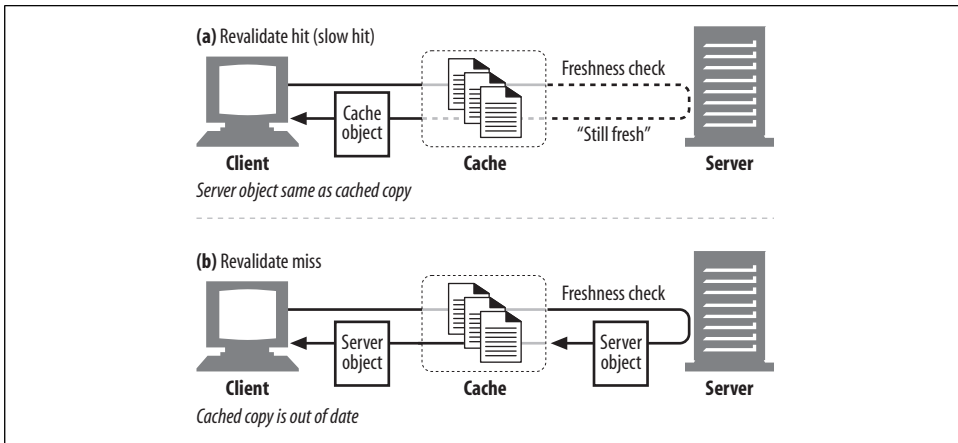 (a) Revalidate hit (slow hit)
Freshness check
Cache
object
“Still fresh”
Client
Cache
Server
Server object same as cached copy
(b) Revalidate miss
Freshness check
Server
object
Server
object
Client
Cache
Server
Cached copy is out of date